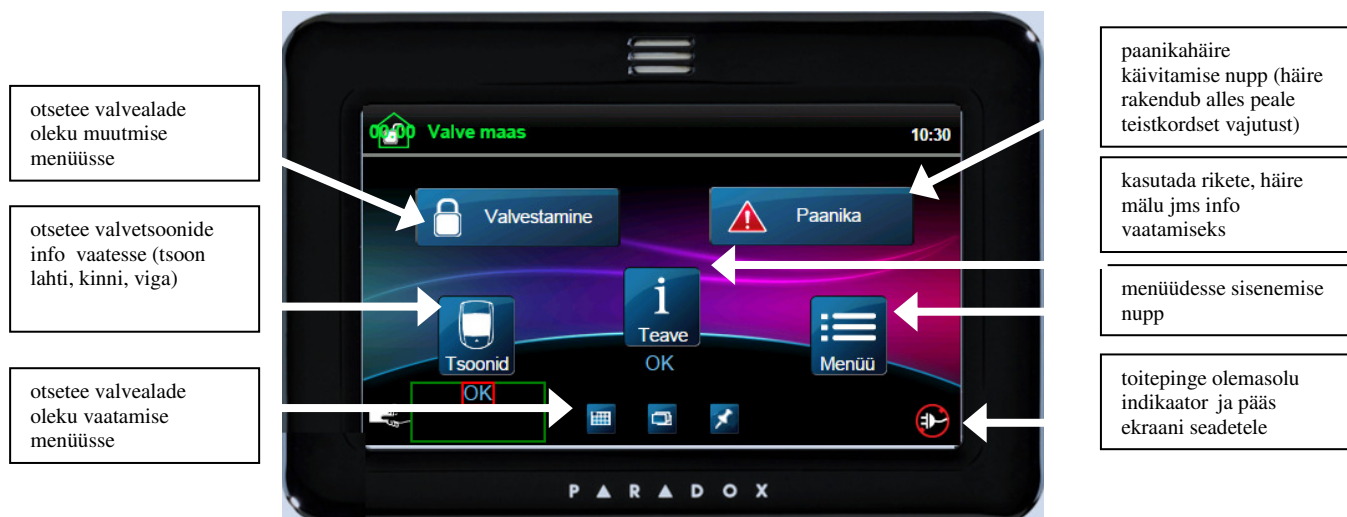 otsetee valvealade
oleku muutmise
menüüsse
otsetee valvetsoonide
info vaatesse (tsoon
lahti, kinni, viga)
otsetee valvealade
oleku vaatamise
menüüsse
00:00 Valve maas
10:30
Valvestamine
Paanika
Tsoonid
OK
i
Teave
OK
Menüü
PARADOX
paanikahäire
käivitamise nupp (häire
rakendub alles peale
teistkordset vajutust)
kasutada rikete, häire
mälu jms info
vaatamiseks
menüüdesse sisenemise
nupp
toitepinge olemasolu
indikaator ja pääs
ekraani seadetele